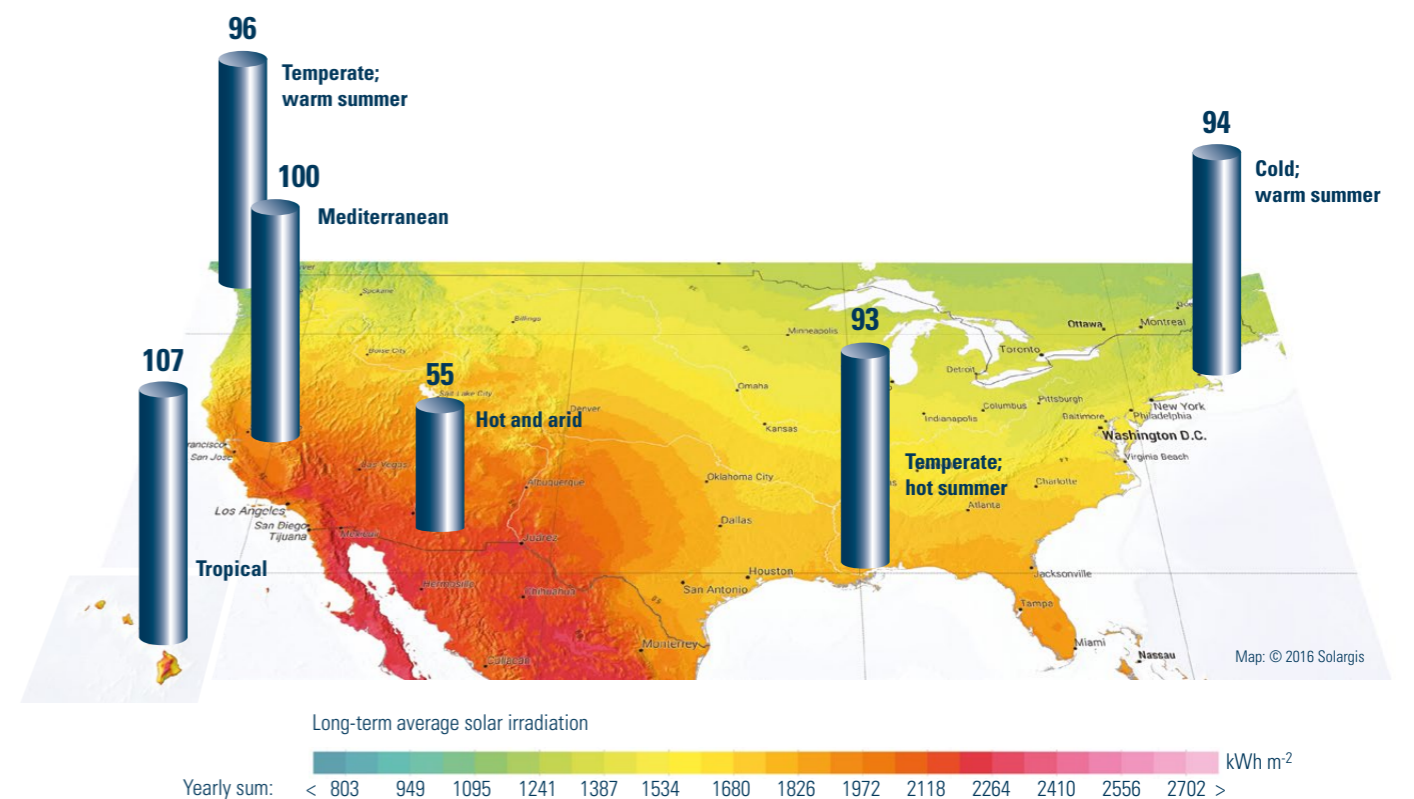 96
Temperate;
warm summer
100
Mediterranean
94
Cold;
warm summer
107
Tropical
55
Hot and arid
93
Temperate;
hot summer
Spokane
Billings
Boise City
Salt Lake City
Denver
Minneapolis
Omaha
Kansas
Ottawa
Montreal
Toronto
Detroit
Columbus
Pittsburgh
Indianapolis
Baltimore
New York
Philadelphia
Washington D.C.
Virginia Beach
San Jose
Las Vegas
Albuquerque
Oklahoma City
Charlotte
Atlanta
Los Angeles
San Diego
Tijuana
Mexicali
Juárez
Dallas
Houston
San Antonio
Jacksonville
Hermosillo
Chihuahua
Tampa
Miami
Monterrey
Culiacán
Nassau
Map: © 2016 Solargis
Long-term average solar irradiation
kWh m-2
Yearly sum: < 803 949 1095 1241 1387 1534 1680 1826 1972 2118 2264 2410 2556 2702 >